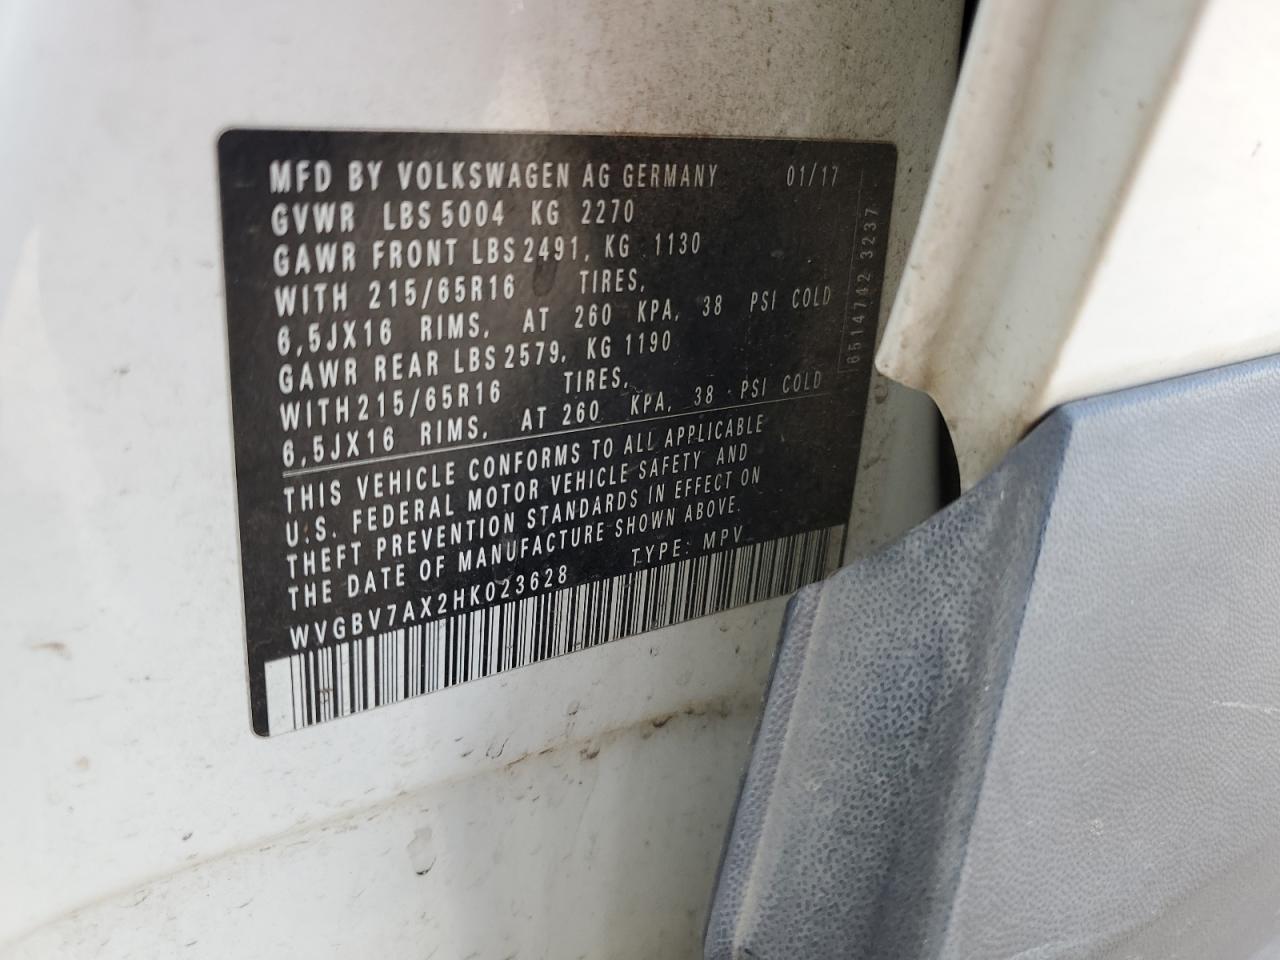 MFD BY VOLKSWAGEN AG GERMANY 01/17
GVWR LBS 5004 KG 2270
GAWR FRONT LBS 2491, KG 1130
WITH 215/65R16 TIRES,
6,5JX16 RIMS, AT 260 KPA, 38 PSI COLD
GAWR REAR LBS 2579, KG 1190
WITH 215/65R16 TIRES,
6,5JX16 RIMS, AT 260 KPA, 38 PSI COLD
THIS VEHICLE CONFORMS TO ALL APPLICABLE
U.S. FEDERAL MOTOR VEHICLE SAFETY AND
THEFT PREVENTION STANDARDS IN EFFECT ON
THE DATE OF MANUFACTURE SHOWN ABOVE.
WVGBV7AX2HK023628 TYPE: MPV
6514742 3237